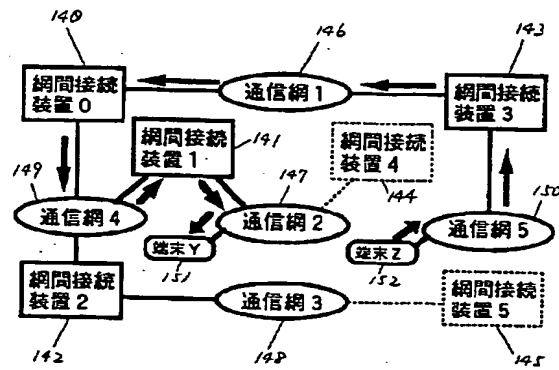 140
146
143
網間接続
装置0
通信網1
網間接続
装置3
141
網間接続
装置1
147
網間接続
装置4
144
149
通信網4
通信網2
150
通信網5
端末Y
151
端末Z
152
網間接続
装置2
142
通信網3
148
網間接続
装置5
145